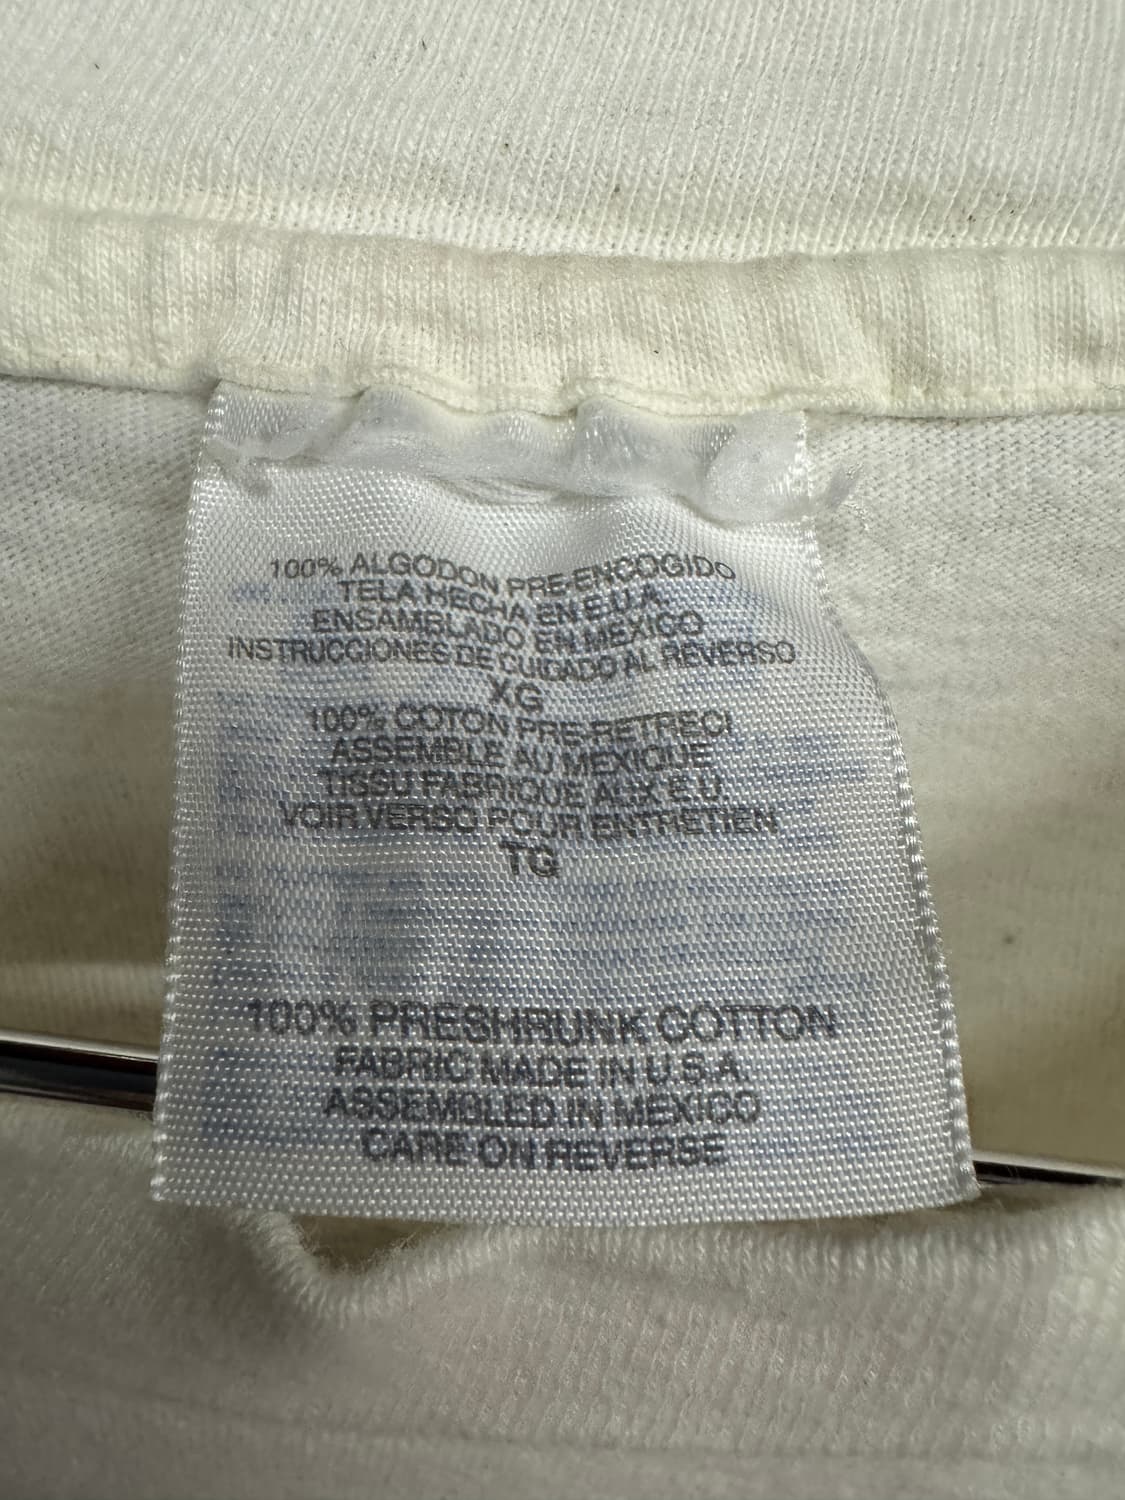 100% ALGODON PRE-ENCOGIDO
TELA HECHA EN E.U.A.
ENSAMBLADO EN MEXICO
INSTRUCCIONES DE CUIDADO AL REVERSO
XG
100% COTON PRE-RETRECI
ASSEMBLE AU MEXIQUE
TISSU FABRIQUE AUX E.U.
VOIR VERSO POUR ENTRETIEN
TG
100% PRESHRUNK COTTON
FABRIC MADE IN U.S.A.
ASSEMBLED IN MEXICO
CARE ON REVERSE